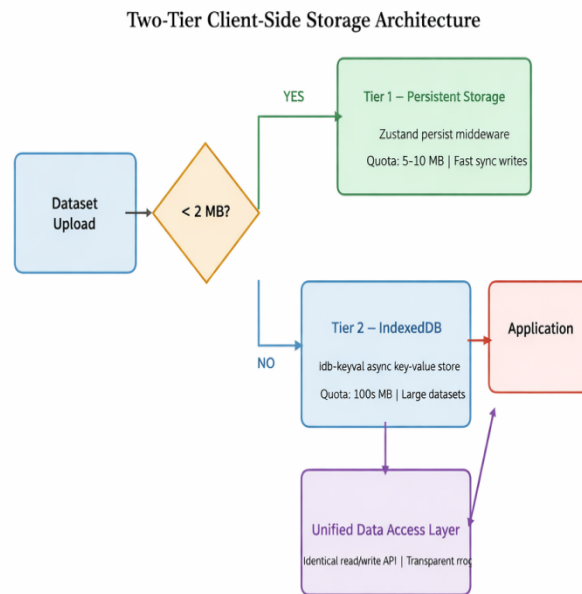 Two-Tier Client-Side Storage Architecture
YES
Tier 1 – Persistent Storage
Zustand persist middleware
Quota: 5-10 MB | Fast sync writes
Dataset
Upload
< 2 MB?
NO
Tier 2 – IndexedDB
idb-keyval async key-value store
Quota: 100s MB | Large datasets
Application
Unified Data Access Layer
Identical read/write API | Transparent